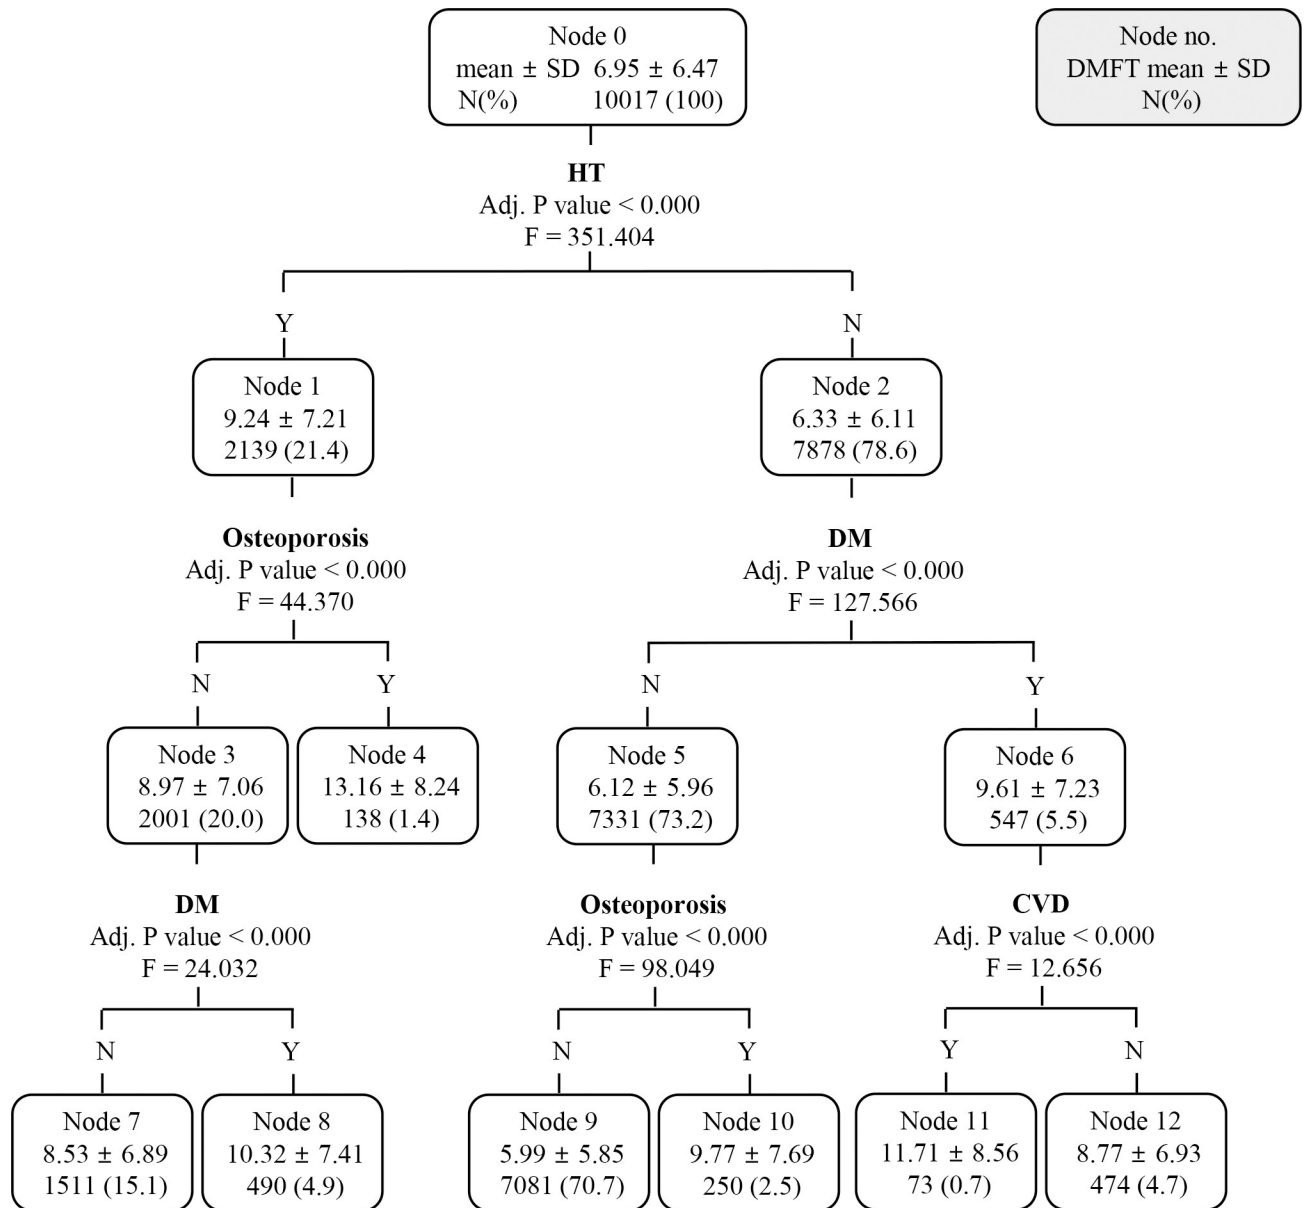 Node 0
mean ± SD 6.95 ± 6.47
N(%) 10017 (100)
Node no.
DMFT mean ± SD
N(%)
HT
Adj. P value < 0.000
F = 351.404
Y
N
Node 1
9.24 ± 7.21
2139 (21.4)
Node 2
6.33 ± 6.11
7878 (78.6)
Osteoporosis
Adj. P value < 0.000
F = 44.370
DM
Adj. P value < 0.000
F = 127.566
N
Y
N
Y
Node 3
8.97 ± 7.06
2001 (20.0)
Node 4
13.16 ± 8.24
138 (1.4)
Node 5
6.12 ± 5.96
7331 (73.2)
Node 6
9.61 ± 7.23
547 (5.5)
DM
Adj. P value < 0.000
F = 24.032
Osteoporosis
Adj. P value < 0.000
F = 98.049
CVD
Adj. P value < 0.000
F = 12.656
N
Y
N
Y
Y
N
Node 7
8.53 ± 6.89
1511 (15.1)
Node 8
10.32 ± 7.41
490 (4.9)
Node 9
5.99 ± 5.85
7081 (70.7)
Node 10
9.77 ± 7.69
250 (2.5)
Node 11
11.71 ± 8.56
73 (0.7)
Node 12
8.77 ± 6.93
474 (4.7)